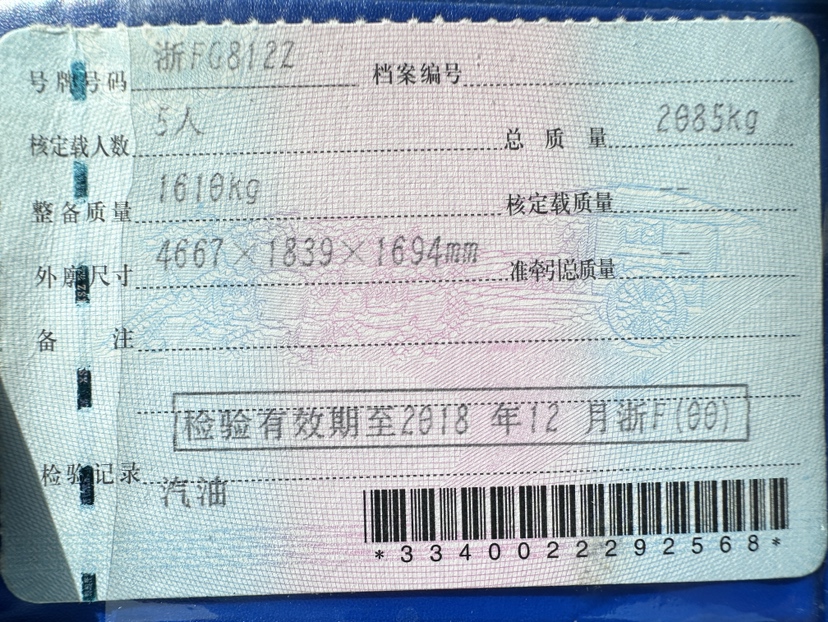 号牌号码 浙FG812Z 档案编号
核定载人数 5人 总质量 2085kg
整备质量 1610kg 核定载质量 --
外廓尺寸 4667×1839×1694mm 准牵引总质量 --
备注
检验有效期至2018年12月浙F(00)
检验记录
汽油
*3340022292568*